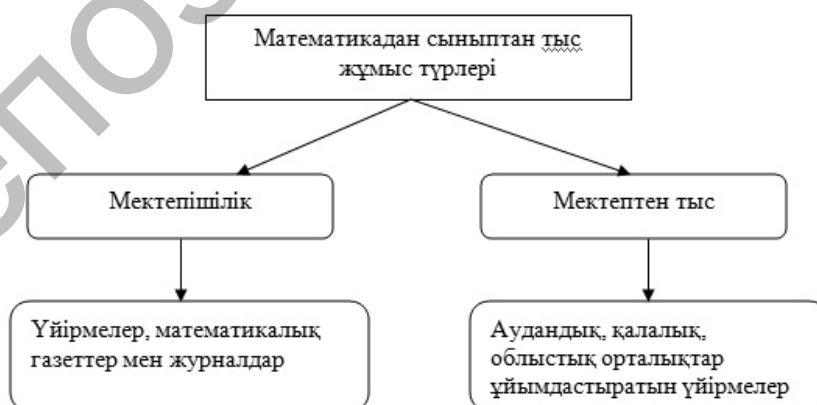 Математикадан сыныптан тыс
жұмыс түрлері
Мектепішілік
Мектептен тыс
Үйірмелер, математикалық
газеттер мен журналдар
Аудандық, қалалық,
облыстық орталықтар
ұйымдастыратын үйірмелер